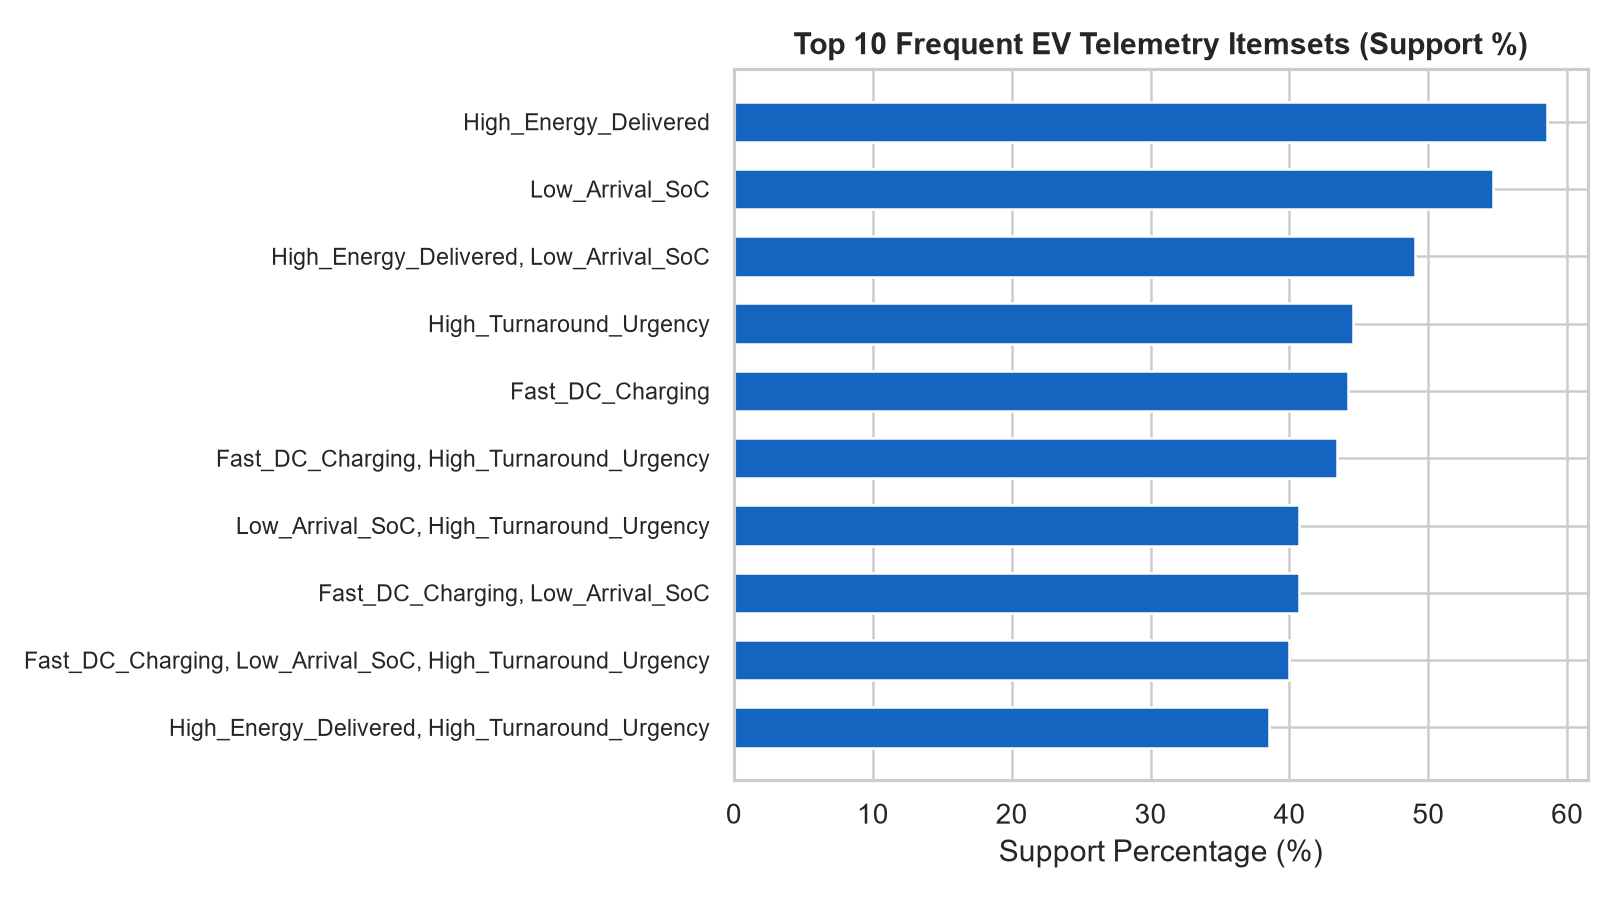 Top 10 Frequent EV Telemetry Itemsets (Support %)
High_Energy_Delivered
Low_Arrival_SoC
High_Energy_Delivered, Low_Arrival_SoC
High_Turnaround_Urgency
Fast_DC_Charging
Fast_DC_Charging, High_Turnaround_Urgency
Low_Arrival_SoC, High_Turnaround_Urgency
Fast_DC_Charging, Low_Arrival_SoC
Fast_DC_Charging, Low_Arrival_SoC, High_Turnaround_Urgency
High_Energy_Delivered, High_Turnaround_Urgency
0 10 20 30 40 50 60
Support Percentage (%)